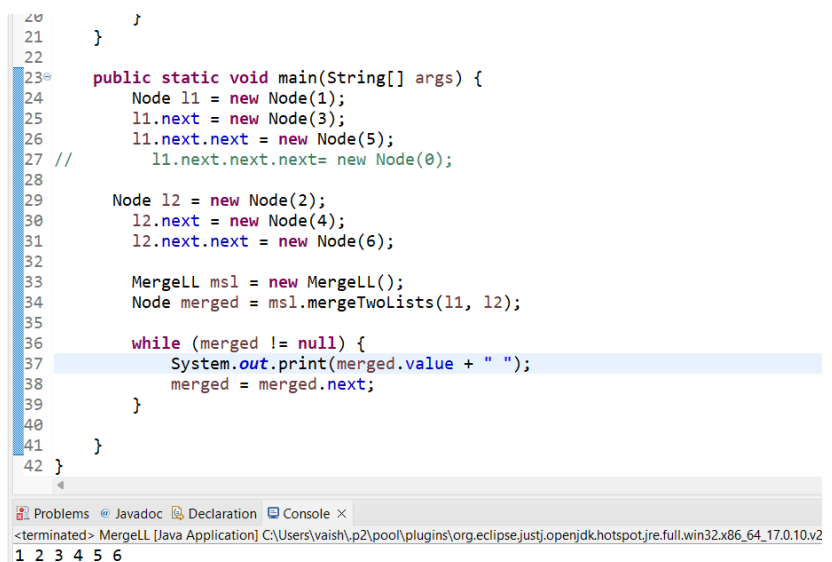 20 }
21 }
22
23 public static void main(String[] args) {
24 Node l1 = new Node(1);
25 l1.next = new Node(3);
26 l1.next.next = new Node(5);
27 // l1.next.next.next= new Node(0);
28
29 Node l2 = new Node(2);
30 l2.next = new Node(4);
31 l2.next.next = new Node(6);
32
33 MergeLL msl = new MergeLL();
34 Node merged = msl.mergeTwoLists(l1, l2);
35
36 while (merged != null) {
37 System.out.print(merged.value + " ");
38 merged = merged.next;
39 }
40
41 }
42 }
Problems @ Javadoc Declaration Console ×
<terminated> MergeLL [Java Application] C:\Users\vaish\.p2\pool\plugins\org.eclipse.justj.openjdk.hotspot.jre.full.win32.x86_64_17.0.10.v2
1 2 3 4 5 6